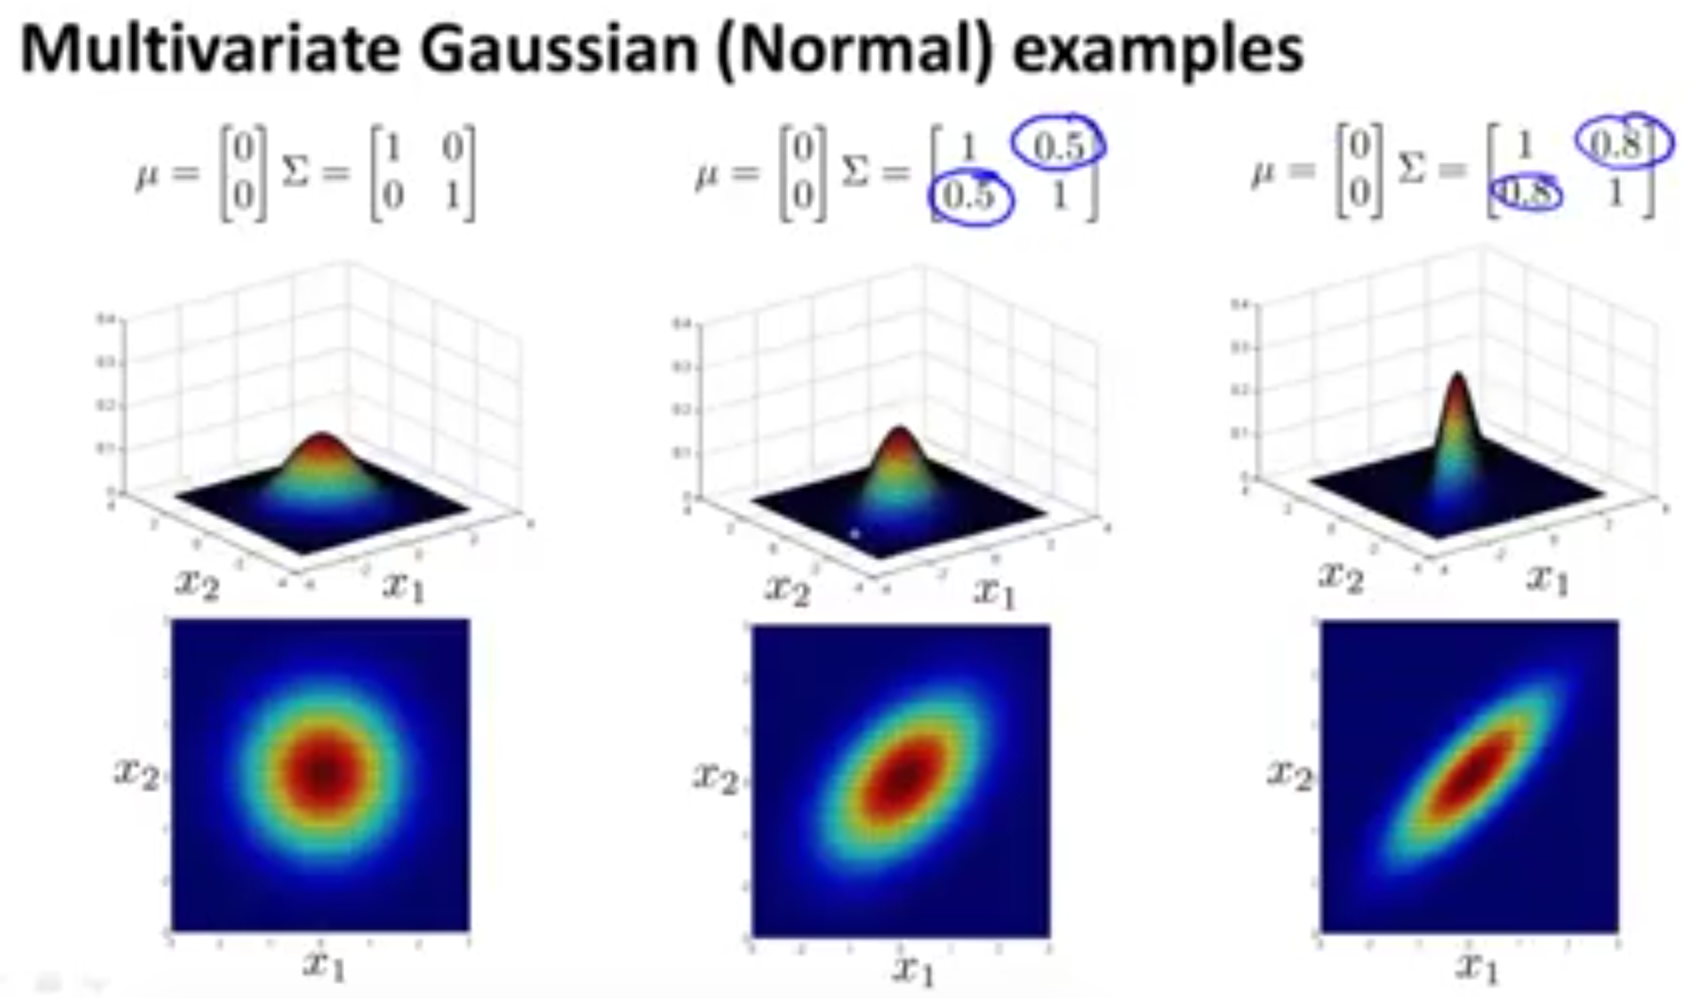 Multivariate Gaussian (Normal) examples
μ = [0 0] Σ = [1 0 0 1]
μ = [0 0] Σ = [1 0.5 0.5 1]
μ = [0 0] Σ = [1 0.8 0.8 1]
x2 x1
x2 x1
x2 x1
x2
x2
x2
x1
x1
x1